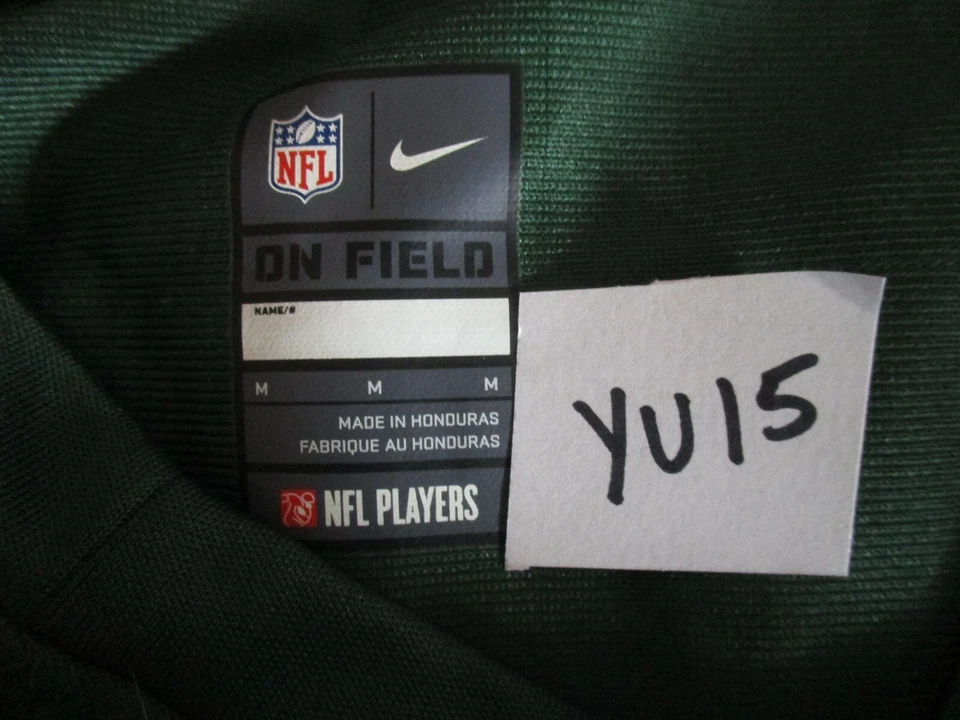 NFL
ON FIELD
NAME/#
M M M
MADE IN HONDURAS
FABRIQUE AU HONDURAS
NFL PLAYERS
YU15